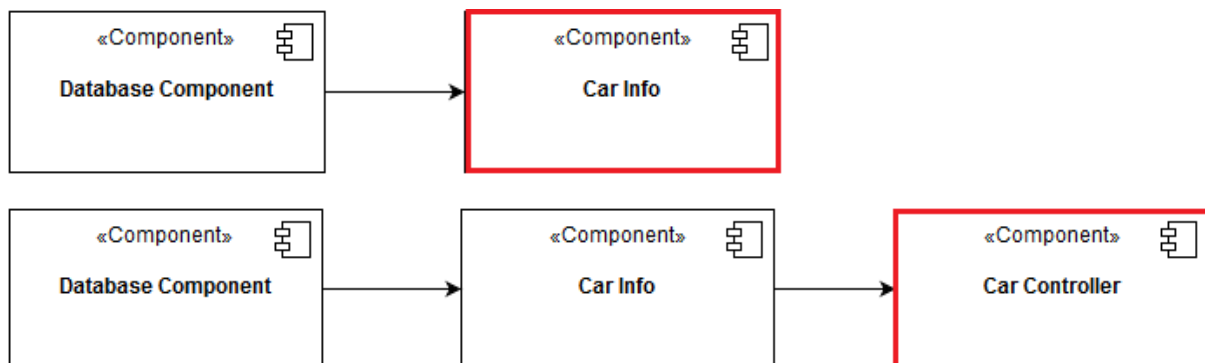 «Component»
Database Component
«Component»
Car Info
«Component»
Database Component
«Component»
Car Info
«Component»
Car Controller